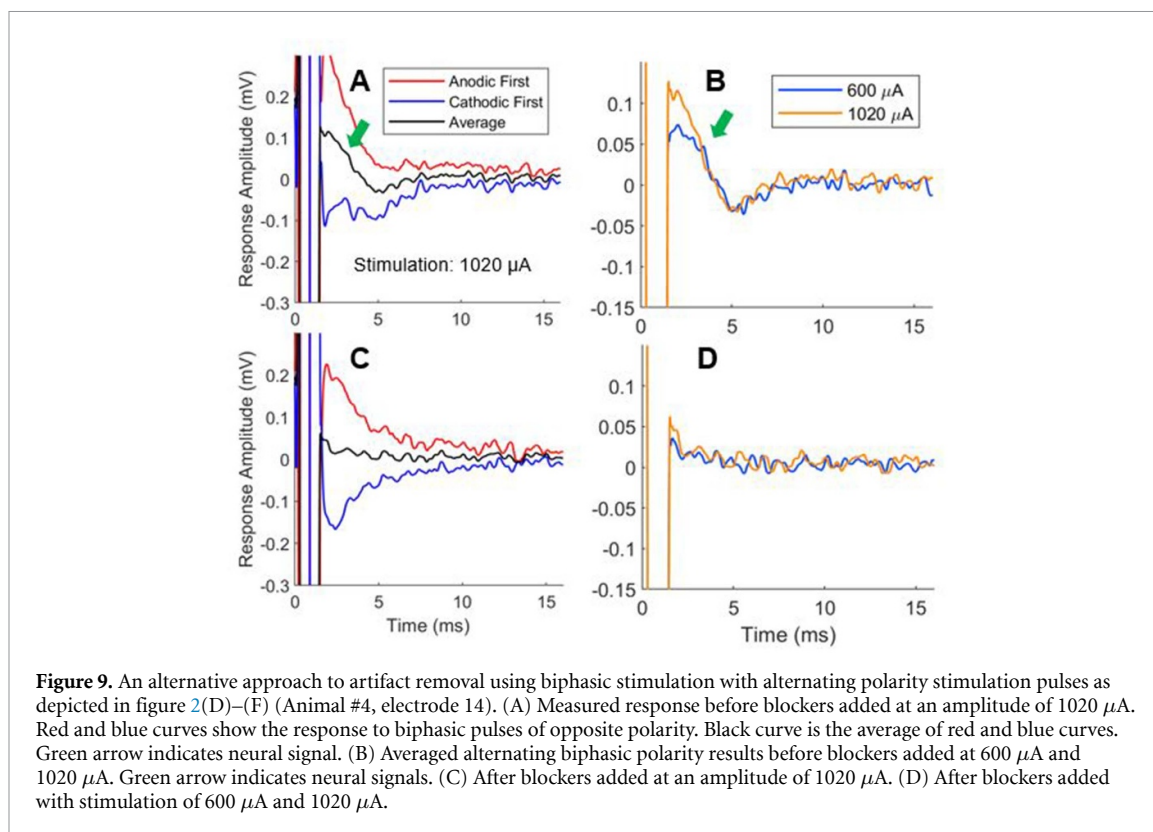 A
Anodic First
Cathodic First
Average
Response Amplitude (mV)
0.2
0.1
0
-0.1
-0.2
-0.3
Stimulation: 1020 µA
0 5 10 15
B
600 µA
1020 µA
0.1
0.05
0
-0.05
-0.1
-0.15
0 5 10 15
C
Response Amplitude (mV)
0.2
0.1
0
-0.1
-0.2
-0.3
0 5 10 15
Time (ms)
D
0.1
0.05
0
-0.05
-0.1
-0.15
0 5 10 15
Time (ms)
Figure 9. An alternative approach to artifact removal using biphasic stimulation with alternating polarity stimulation pulses as
depicted in figure 2(D)–(F) (Animal #4, electrode 14). (A) Measured response before blockers added at an amplitude of 1020 µA.
Red and blue curves show the response to biphasic pulses of opposite polarity. Black curve is the average of red and blue curves.
Green arrow indicates neural signal. (B) Averaged alternating biphasic polarity results before blockers added at 600 µA and
1020 µA. Green arrow indicates neural signals. (C) After blockers added at an amplitude of 1020 µA. (D) After blockers added
with stimulation of 600 µA and 1020 µA.